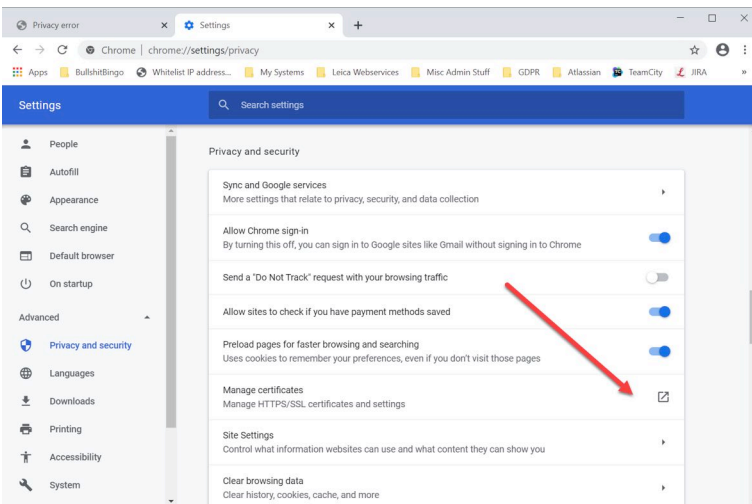 Privacy error
Settings
Chrome | chrome://settings/privacy
Apps BullshitBingo Whitelist IP address... My Systems Leica Webservices Misc Admin Stuff GDPR Atlassian TeamCity JIRA »
Settings
Search settings
People
Autofill
Appearance
Search engine
Default browser
On startup
Advanced
Privacy and security
Languages
Downloads
Printing
Accessibility
System
Privacy and security
Sync and Google services
More settings that relate to privacy, security, and data collection
Allow Chrome sign-in
By turning this off, you can sign in to Google sites like Gmail without signing in to Chrome
Send a "Do Not Track" request with your browsing traffic
Allow sites to check if you have payment methods saved
Preload pages for faster browsing and searching
Uses cookies to remember your preferences, even if you don't visit those pages
Manage certificates
Manage HTTPS/SSL certificates and settings
Site Settings
Control what information websites can use and what content they can show you
Clear browsing data
Clear history, cookies, cache, and more